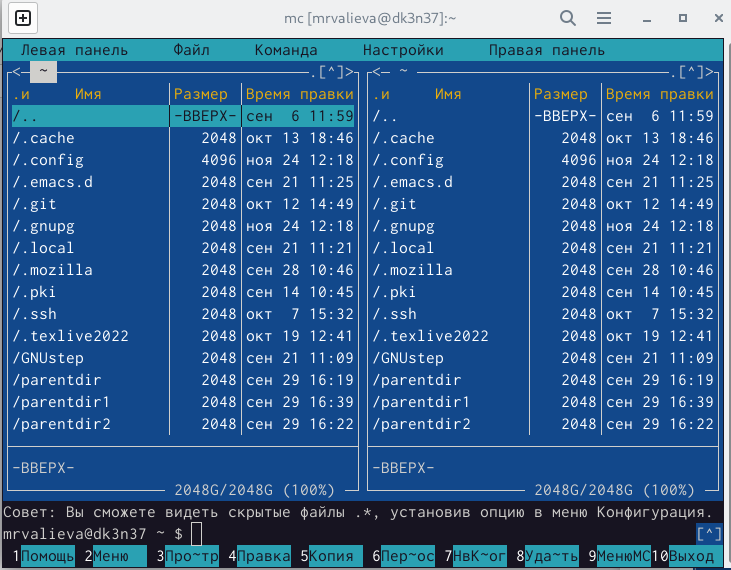 mc [mrvalieva@dk3n37]:~
Левая панель Файл Команда Настройки Правая панель
<— ~ .[^]> <— ~ .[^]>
.и Имя Размер Время правки .и Имя Размер Время правки
/.. -ВВЕРХ- сен 6 11:59 /.. -ВВЕРХ- сен 6 11:59
/.cache 2048 окт 13 18:46 /.cache 2048 окт 13 18:46
/.config 4096 ноя 24 12:18 /.config 4096 ноя 24 12:18
/.emacs.d 2048 сен 21 11:25 /.emacs.d 2048 сен 21 11:25
/.git 2048 окт 12 14:49 /.git 2048 окт 12 14:49
/.gnupg 2048 ноя 24 12:18 /.gnupg 2048 ноя 24 12:18
/.local 2048 сен 21 11:21 /.local 2048 сен 21 11:21
/.mozilla 2048 сен 28 10:46 /.mozilla 2048 сен 28 10:46
/.pki 2048 сен 14 10:45 /.pki 2048 сен 14 10:45
/.ssh 2048 окт 7 15:32 /.ssh 2048 окт 7 15:32
/.texlive2022 2048 окт 19 12:41 /.texlive2022 2048 окт 19 12:41
/GNUstep 2048 сен 21 11:09 /GNUstep 2048 сен 21 11:09
/parentdir 2048 сен 29 16:19 /parentdir 2048 сен 29 16:19
/parentdir1 2048 сен 29 16:39 /parentdir1 2048 сен 29 16:39
/parentdir2 2048 сен 29 16:22 /parentdir2 2048 сен 29 16:22
-ВВЕРХ- -ВВЕРХ-
2048G/2048G (100%) 2048G/2048G (100%)
Совет: Вы сможете видеть скрытые файлы .*, установив опцию в меню Конфигурация.
mrvalieva@dk3n37 ~ $ [^]
1Помощь 2Меню 3Про~тр 4Правка 5Копия 6Пер~ос 7НвК~ог 8Уда~ть 9МенюMC 10Выход